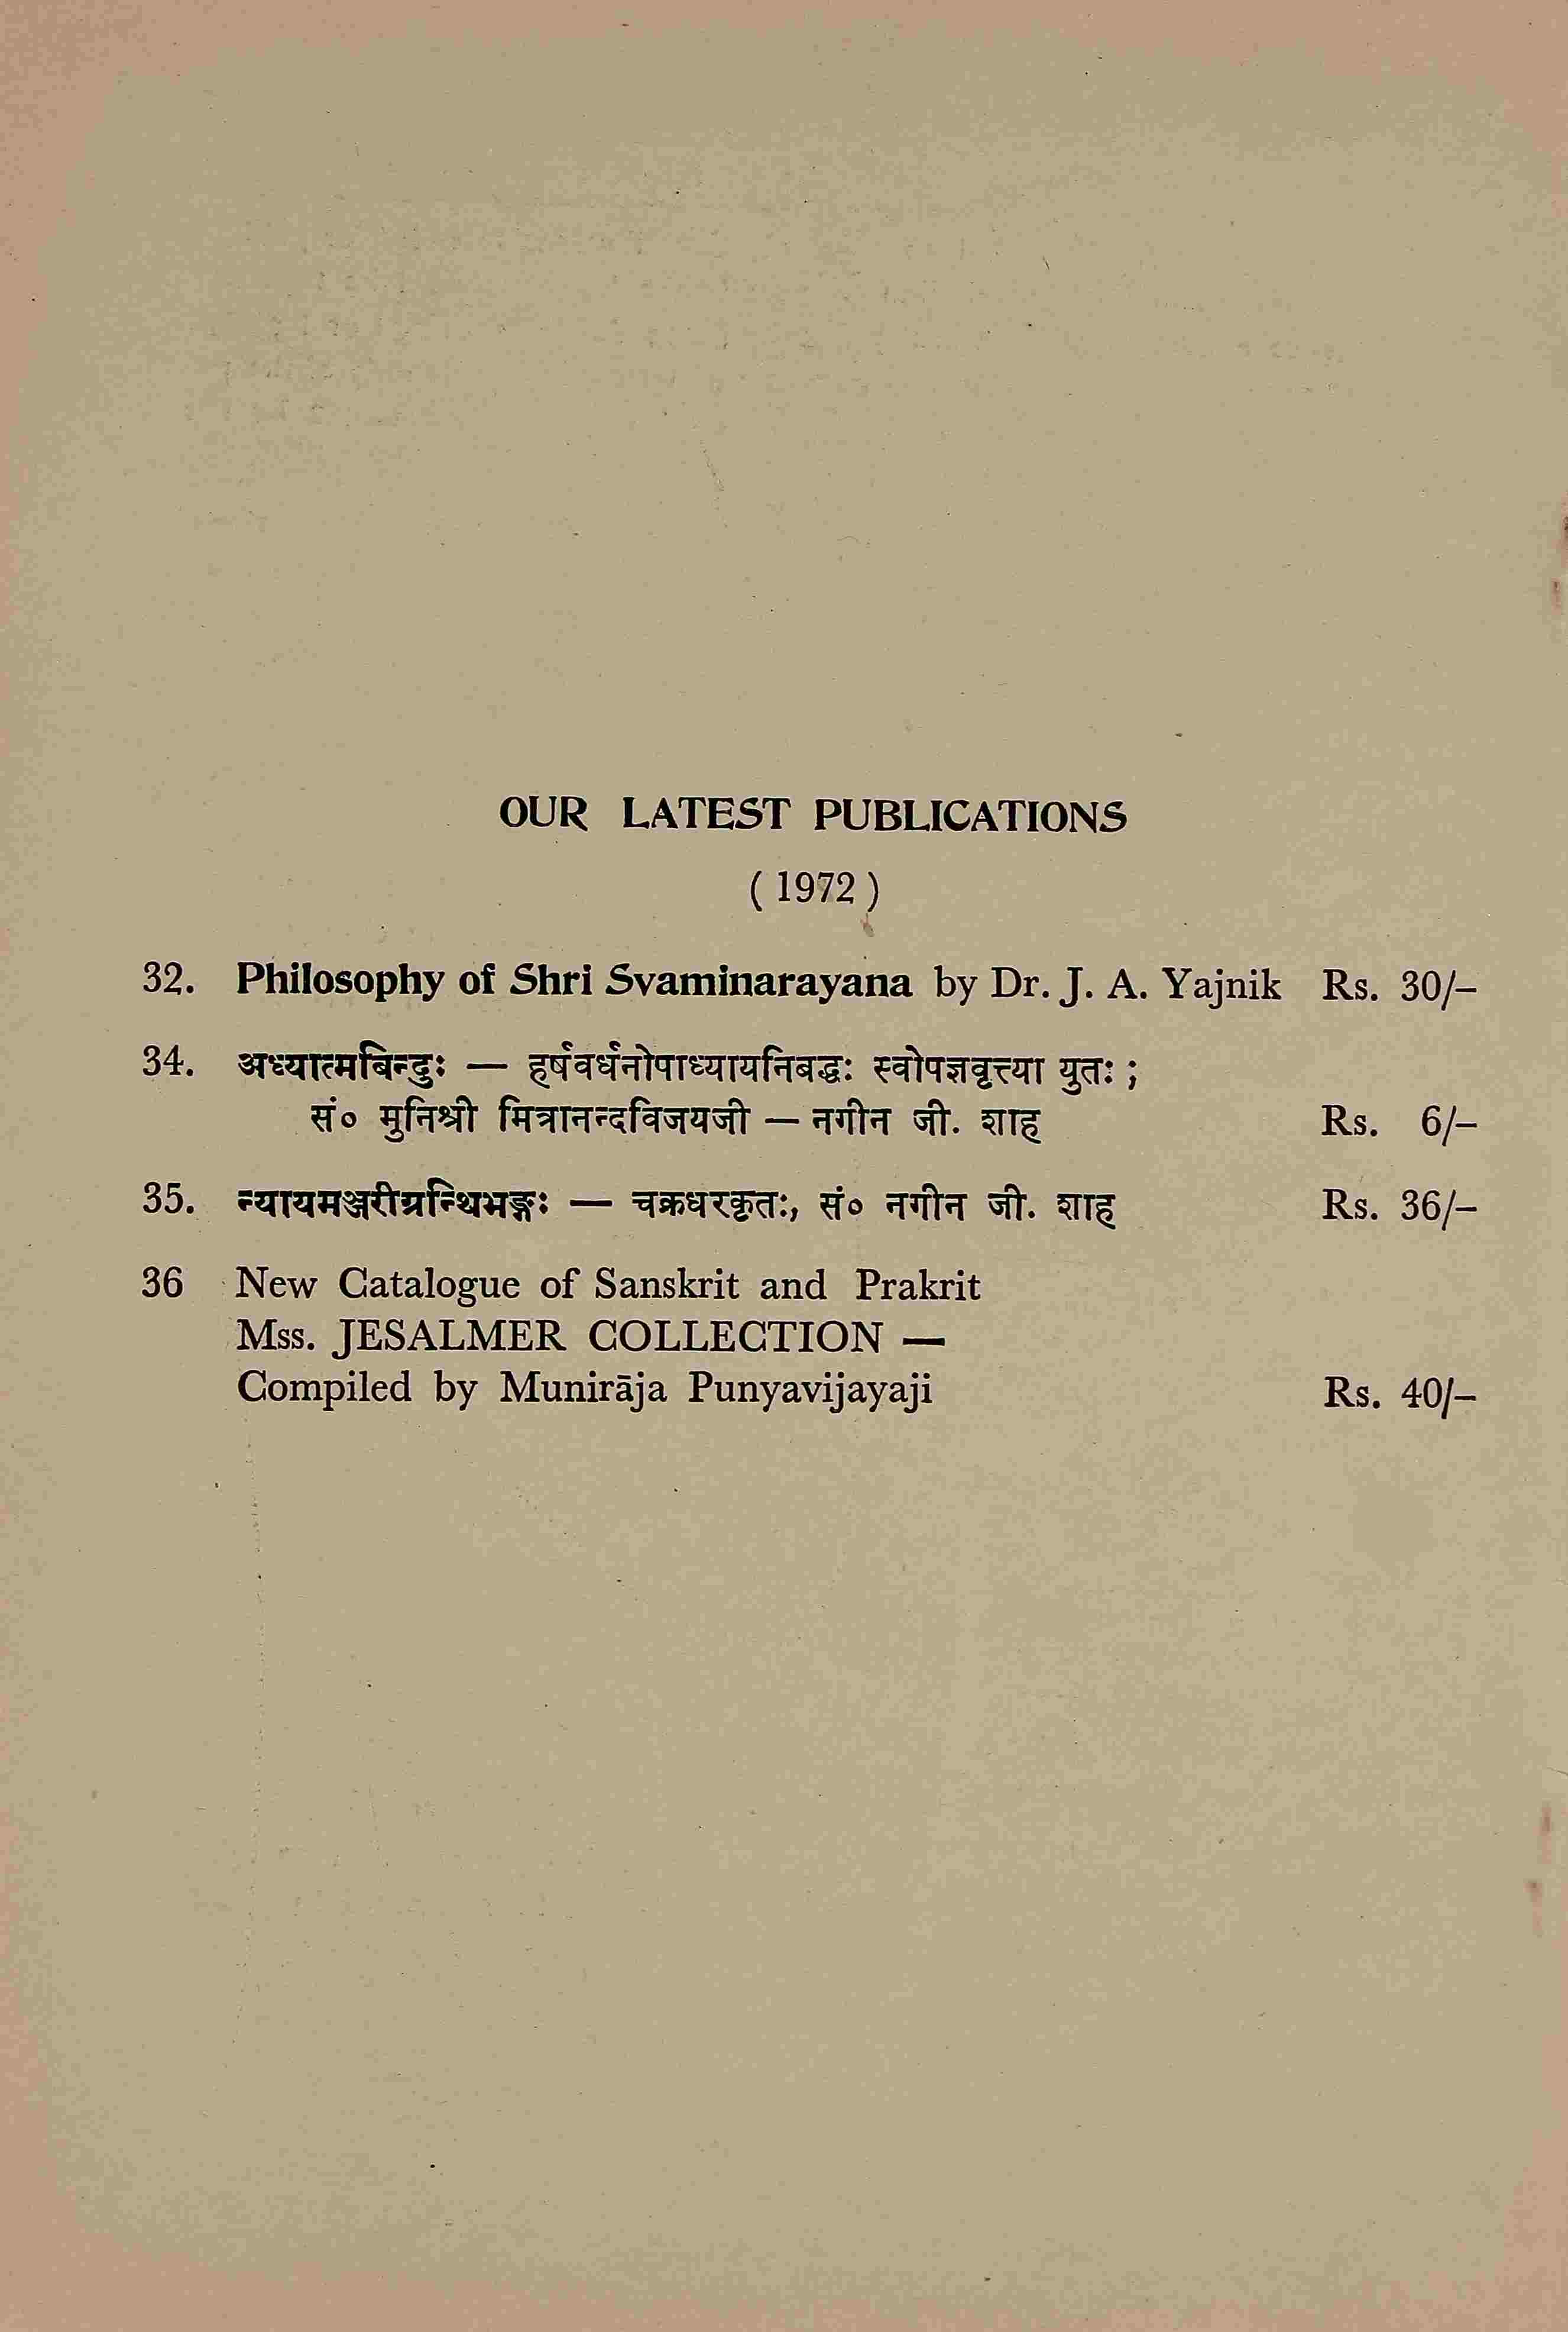 OUR LATEST PUBLICATIONS
( 1972 )
32. Philosophy of Shri Svaminarayana by Dr. J. A. Yajnik Rs. 30/–
34. अध्यात्मबिन्दुः — हर्षवर्धनोपाध्यायनिबद्धः स्वोपज्ञवृत्त्या युतः ;
सं० मुनिश्री मित्रानन्दविजयजी — नगीन जी. शाह Rs. 6/–
35. न्यायमञ्जरीग्रन्थिभङ्गः — चक्रधरकृतः, सं० नगीन जी. शाह Rs. 36/–
36 New Catalogue of Sanskrit and Prakrit
Mss. JESALMER COLLECTION —
Compiled by Munirāja Punyavijayaji Rs. 40/–